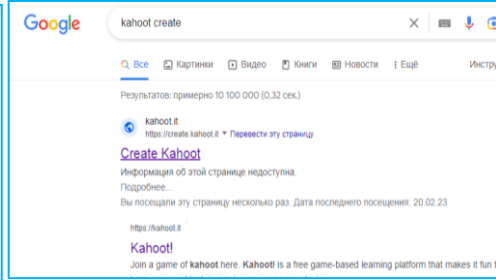 Google
kahoot create
Все Картинки Видео Книги Новости Ещё Инстру
Результатов: примерно 10 100 000 (0,32 сек.)
kahoot.it
https://create.kahoot.it Перевести эту страницу
Create Kahoot
Информация об этой странице недоступна.
Подробнее...
Вы посещали эту страницу несколько раз. Дата последнего посещения: 20.02.23
https://kahoot.it
Kahoot!
Join a game of kahoot here. Kahoot! is a free game-based learning platform that makes it fun t